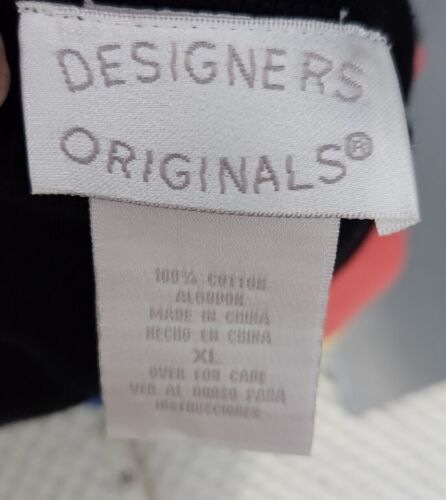 DESIGNERS
ORIGINALS®
100% COTTON
ALGODON
MADE IN CHINA
HECHO EN CHINA
XL
OVER FOR CARE
VER AL DORSO PARA
INSTRUCCIONES